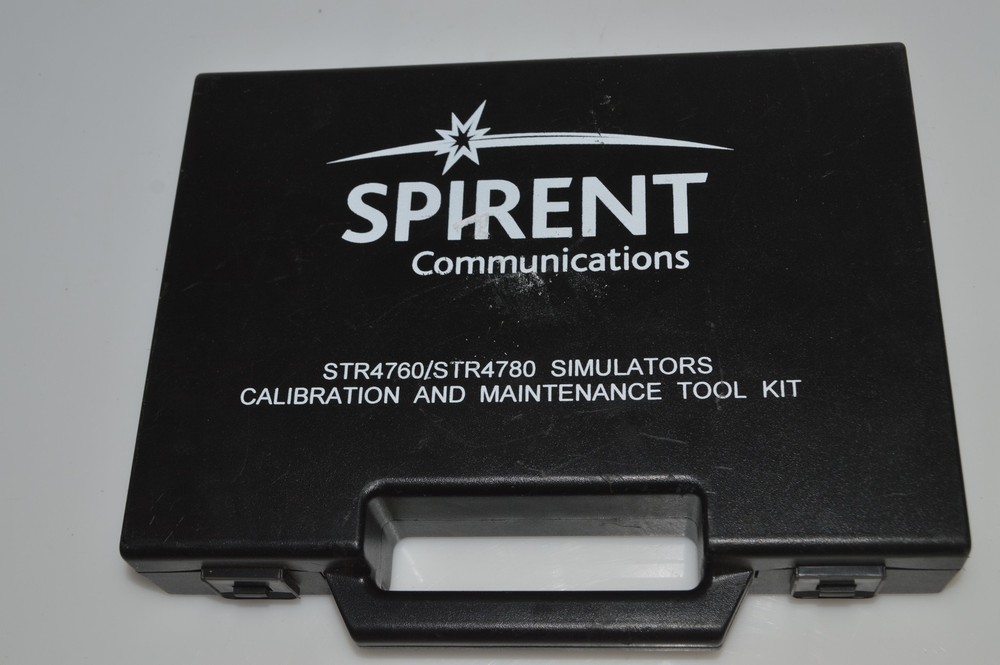 SPIRENT
Communications
STR4760/STR4780 SIMULATORS
CALIBRATION AND MAINTENANCE TOOL KIT